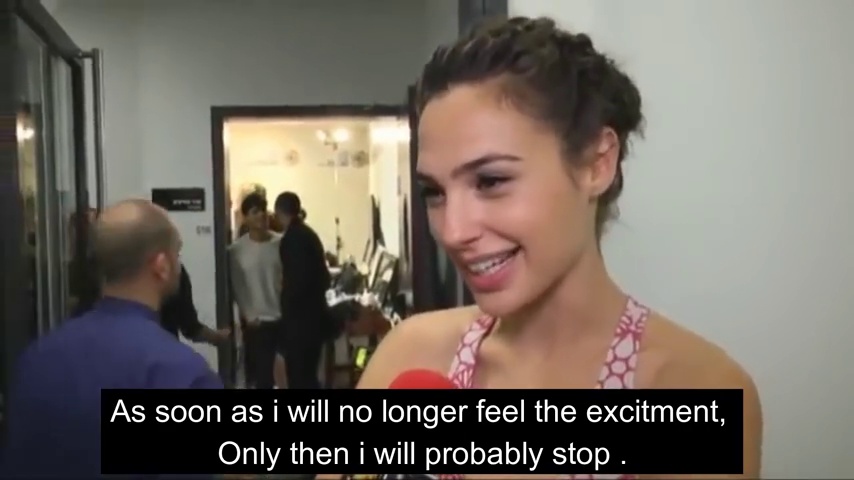 As soon as i will no longer feel the excitment,
Only then i will probably stop .